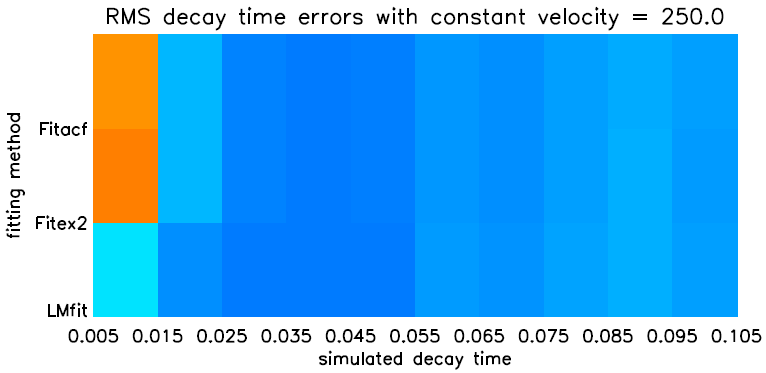 RMS decay time errors with constant velocity = 250.0
fitting method
Fitacf
Fitex2
LMfit
0.005 0.015 0.025 0.035 0.045 0.055 0.065 0.075 0.085 0.095 0.105
simulated decay time